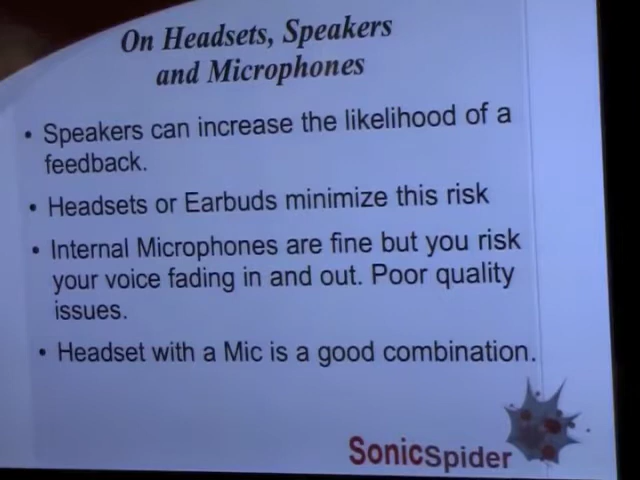 On Headsets, Speakers
and Microphones
• Speakers can increase the likelihood of a
feedback.
• Headsets or Earbuds minimize this risk
• Internal Microphones are fine but you risk
your voice fading in and out. Poor quality
issues.
• Headset with a Mic is a good combination.
SonicSpider